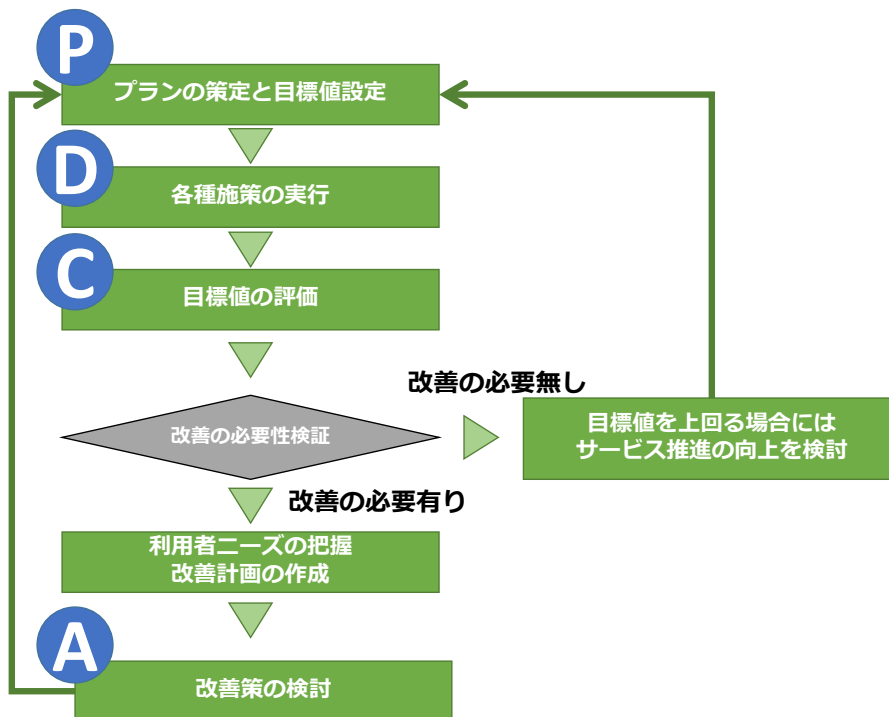 P
プランの策定と目標値設定
D
各種施策の実行
C
目標値の評価
改善の必要性検証
改善の必要無し
目標値を上回る場合には
サービス推進の向上を検討
改善の必要有り
利用者ニーズの把握
改善計画の作成
A
改善策の検討